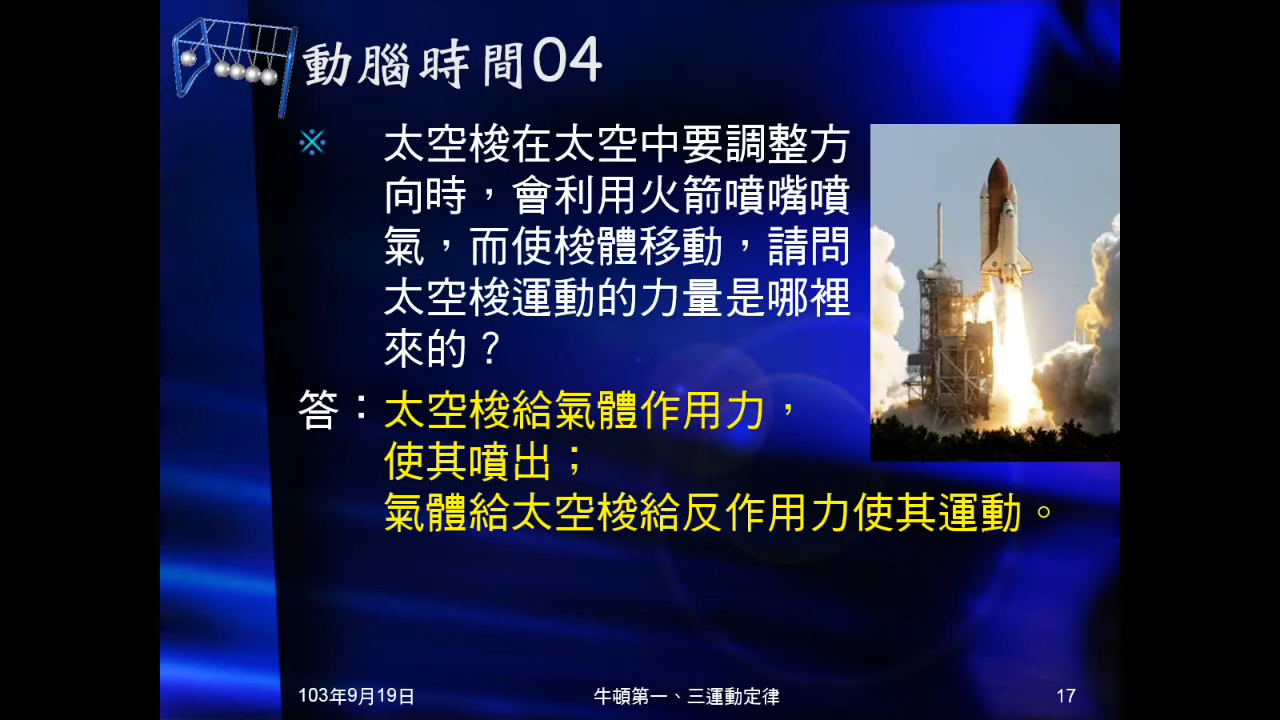 動腦時間04
※ 太空梭在太空中要調整方
向時，會利用火箭噴嘴噴
氣，而使梭體移動，請問
太空梭運動的力量是哪裡
來的？
答：太空梭給氣體作用力，
使其噴出；
氣體給太空梭給反作用力使其運動。
103年9月19日
牛頓第一、三運動定律
17